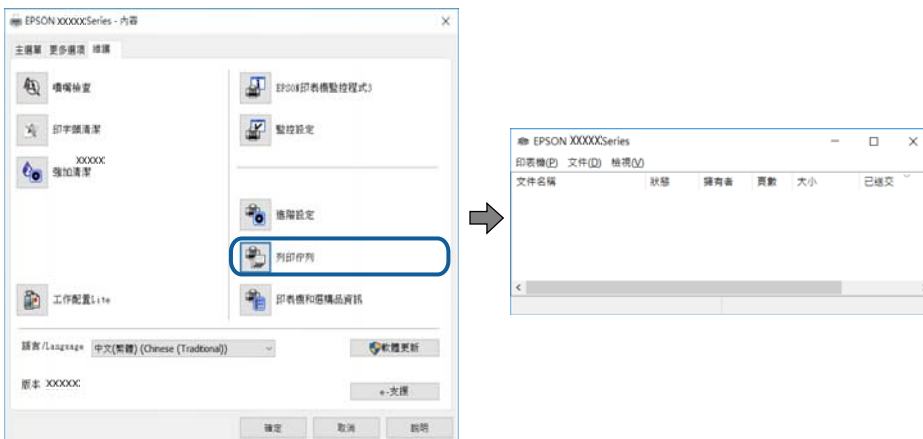 EPSON XXXXX Series - 內容
主選單 更多選項 維護
噴嘴檢查
EPSON印表機監控程式3
印字頭清潔
監控設定
XXXXX
強加清潔
進階設定
列印佇列
工作配置Lite
印表機和選購品資訊
語言/Language 中文(繁體) (Chinese (Traditional))
軟體更新
版本 XXXXX
e-支援
確定 取消 說明
EPSON XXXXX Series
印表機(P) 文件(D) 檢視(V)
文件名稱 狀態 擁有者 頁數 大小 已送交